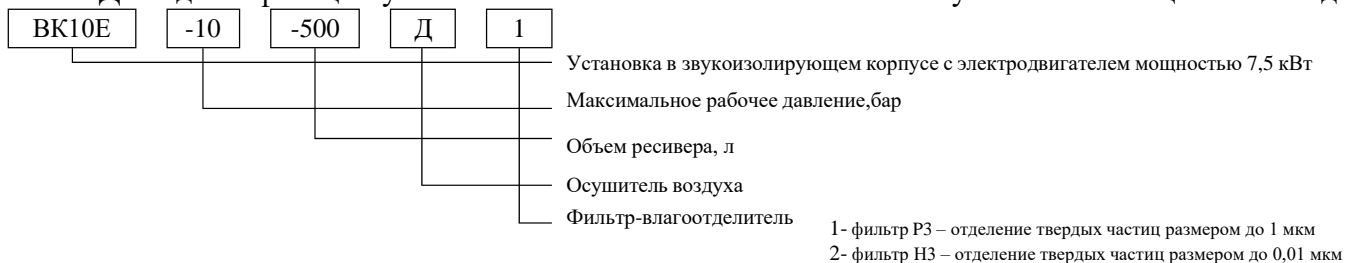 ВК10Е -10 -500 Д 1
Установка в звукоизолирующем корпусе с электродвигателем мощностью 7,5 кВт
Максимальное рабочее давление,бар
Объем ресивера, л
Осушитель воздуха
Фильтр-влагоотделитель
1- фильтр Р3 – отделение твердых частиц размером до 1 мкм
2- фильтр Н3 – отделение твердых частиц размером до 0,01 мкм